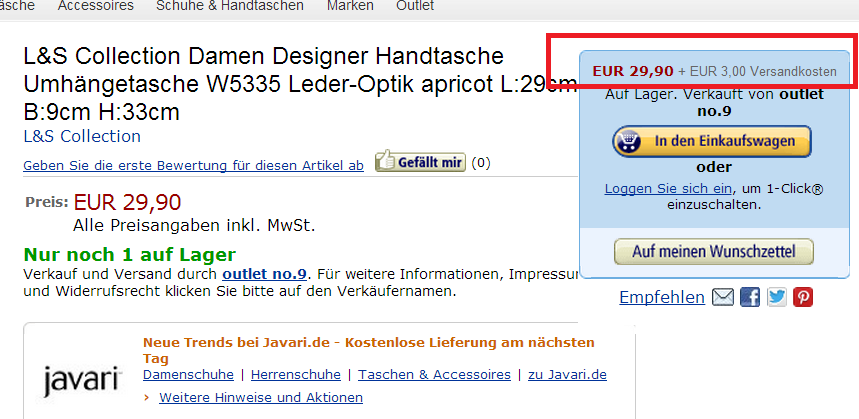 Accessoires Schuhe & Handtaschen Marken Outlet
L&S Collection Damen Designer Handtasche
Umhängetasche W5335 Leder-Optik apricot L:29cm
B:9cm H:33cm
L&S Collection
Geben Sie die erste Bewertung für diesen Artikel ab Gefällt mir (0)
Preis: EUR 29,90
Alle Preisangaben inkl. MwSt.
Nur noch 1 auf Lager
Verkauf und Versand durch outlet no.9. Für weitere Informationen,
und Widerrufsrecht klicken Sie bitte auf den Verkäufernamen.
EUR 29,90 + EUR 3,00 Versandkosten
Auf Lager. Verkauft von outlet
no.9
In den Einkaufswagen
oder
Loggen Sie sich ein, um 1-Click®
einzuschalten.
Auf meinen Wunschzettel
Empfehlen
Neue Trends bei Javari.de - Kostenlose Lieferung am nächsten
Tag
javari
Damenschuhe | Herrenschuhe | Taschen & Accessoires | zu Javari.de
› Weitere Hinweise und Aktionen